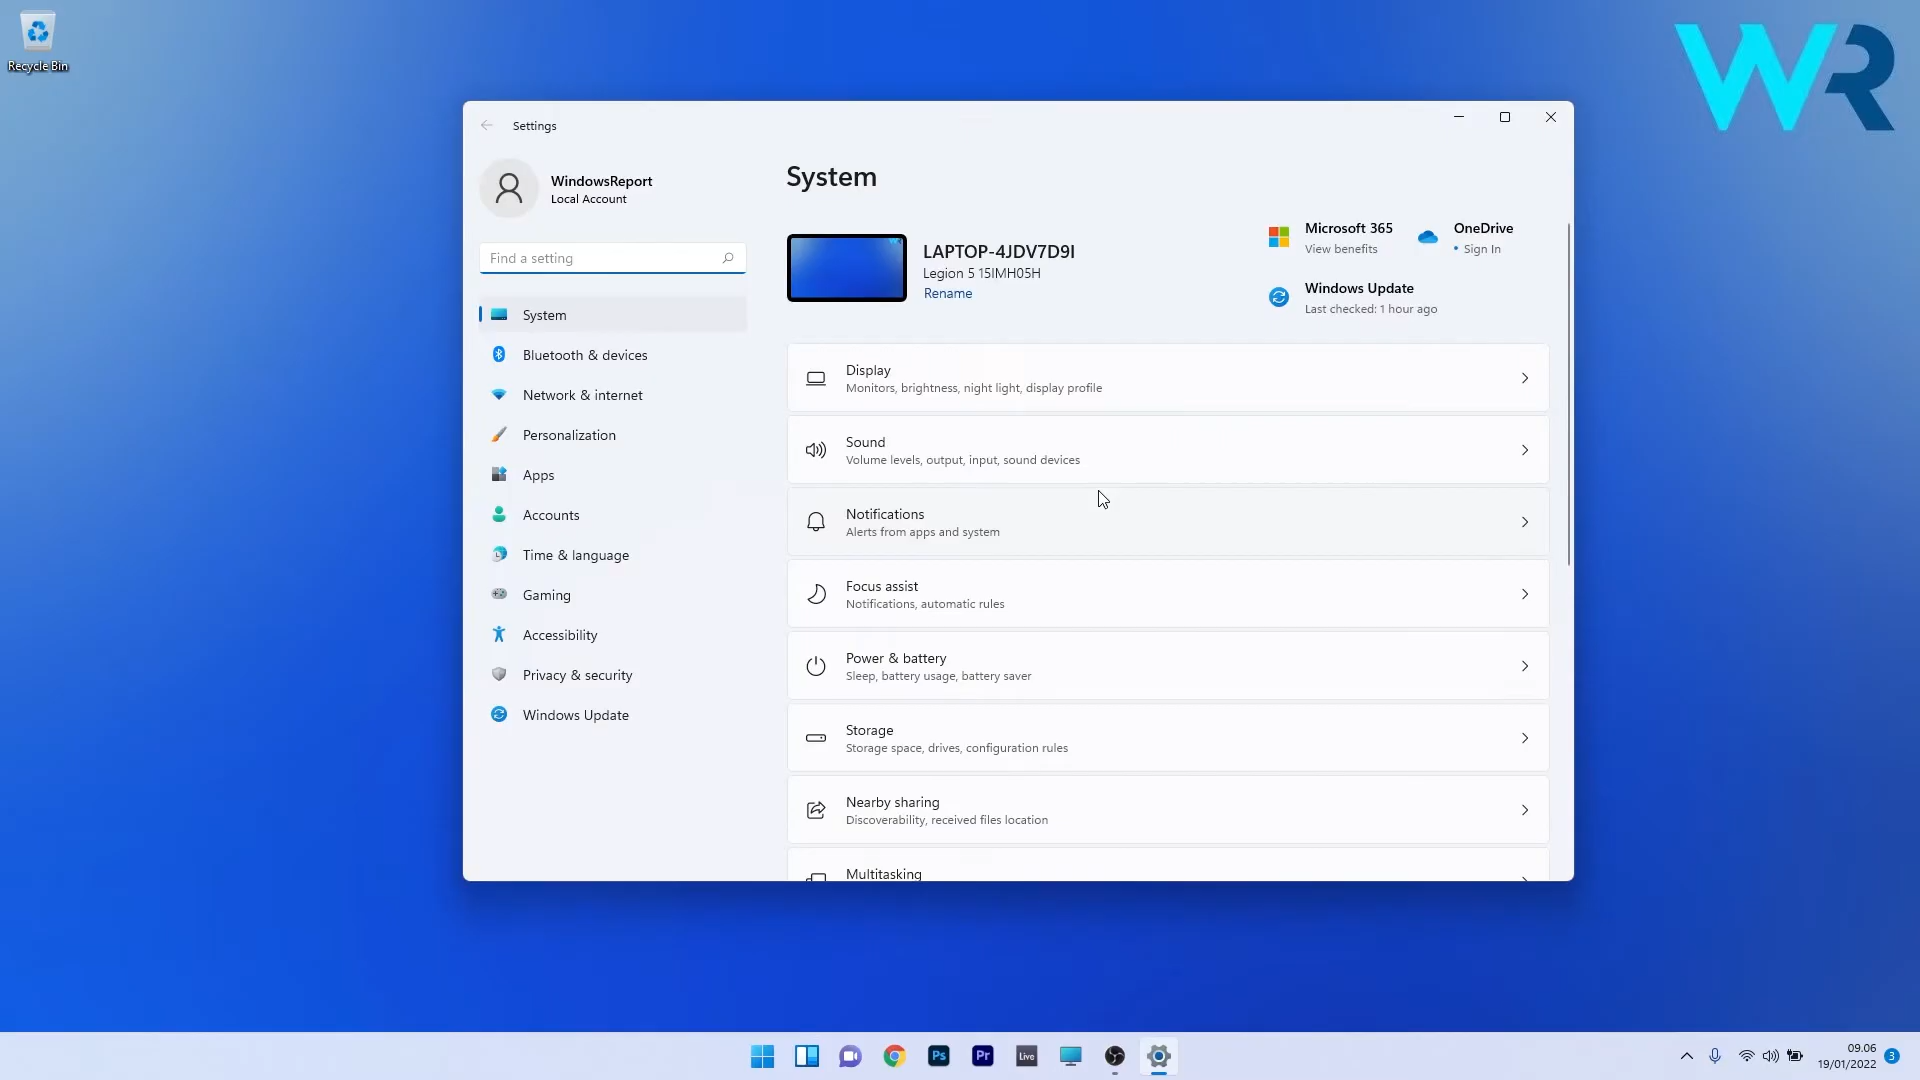 Recycle Bin
WR
Settings
WindowsReport
Local Account
Find a setting
System
Bluetooth & devices
Network & internet
Personalization
Apps
Accounts
Time & language
Gaming
Accessibility
Privacy & security
Windows Update
System
LAPTOP-4JDV7D9I
Legion 5 15IMH05H
Rename
Microsoft 365
View benefits
OneDrive
• Sign In
Windows Update
Last checked: 1 hour ago
Display
Monitors, brightness, night light, display profile
Sound
Volume levels, output, input, sound devices
Notifications
Alerts from apps and system
Focus assist
Notifications, automatic rules
Power & battery
Sleep, battery usage, battery saver
Storage
Storage space, drives, configuration rules
Nearby sharing
Discoverability, received files location
Multitasking
Ps
Pr
Live
09.06
19/01/2022
3